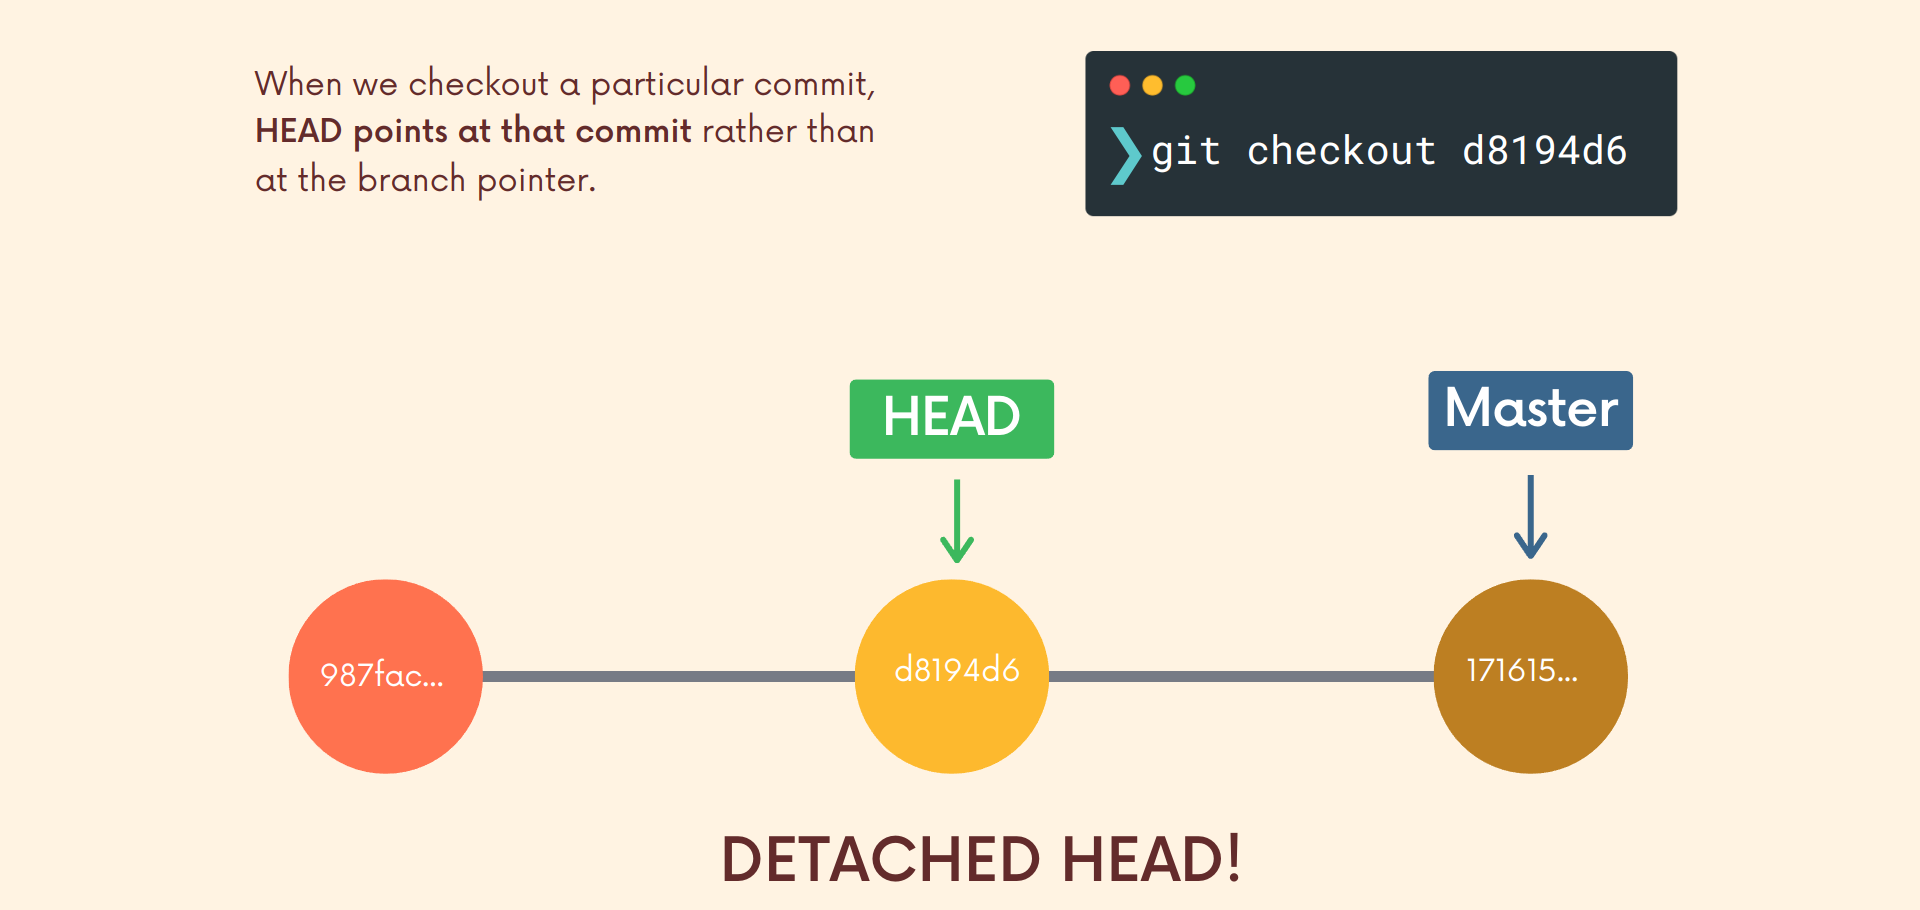 When we checkout a particular commit,
HEAD points at that commit rather than
at the branch pointer.
❯git checkout d8194d6
HEAD
Master
987fac...
d8194d6
171615...
DETACHED HEAD!